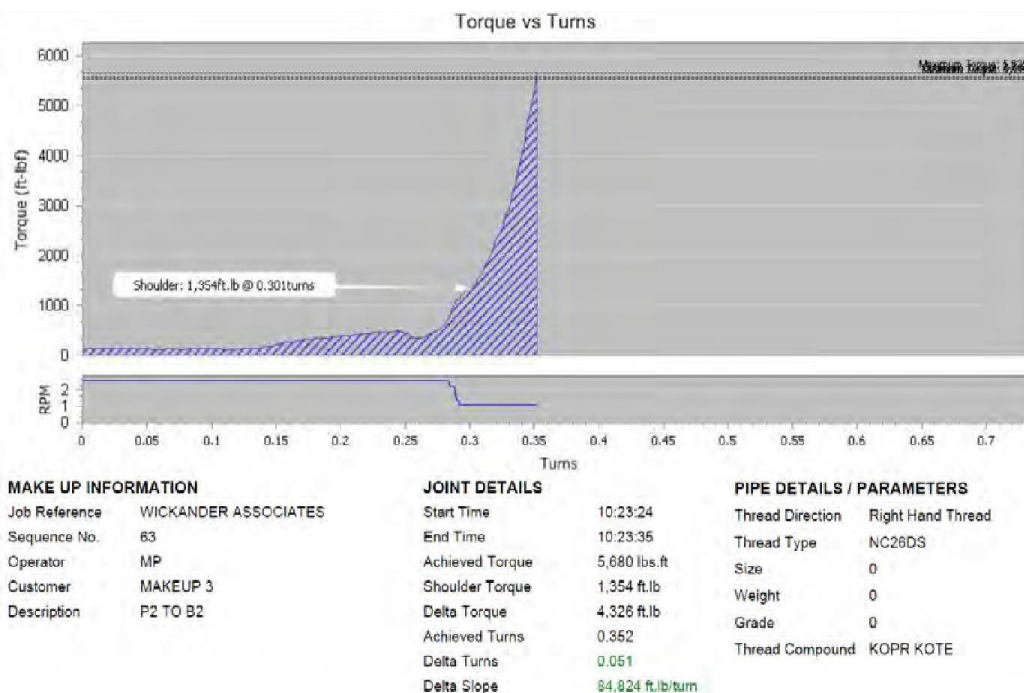 Torque vs Turns
6000
5000
4000
3000
2000
1000
0
Torque (ft-lbf)
Maximum Torque:
Shoulder: 1,354ft.lb @ 0.301turns
RPM
2
1
0
0 0.05 0.1 0.15 0.2 0.25 0.3 0.35 0.4 0.45 0.5 0.55 0.6 0.65 0.7
Turns
MAKE UP INFORMATION
Job Reference WICKANDER ASSOCIATES
Sequence No. 63
Operator MP
Customer MAKEUP 3
Description P2 TO B2
JOINT DETAILS
Start Time 10:23:24
End Time 10:23:35
Achieved Torque 5,680 lbs.ft
Shoulder Torque 1,354 ft.lb
Delta Torque 4,326 ft.lb
Achieved Turns 0.352
Delta Turns 0.051
Delta Slope 84,824 ft.lb/turn
PIPE DETAILS / PARAMETERS
Thread Direction Right Hand Thread
Thread Type NC26DS
Size 0
Weight 0
Grade 0
Thread Compound KOPR KOTE